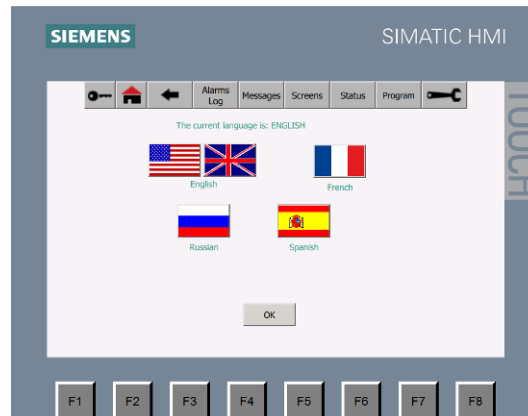 SIEMENS
SIMATIC HMI
TOUCH
Alarms Log
Messages
Screens
Status
Program
The current language is: ENGLISH
English
French
Russian
Spanish
OK
F1
F2
F3
F4
F5
F6
F7
F8